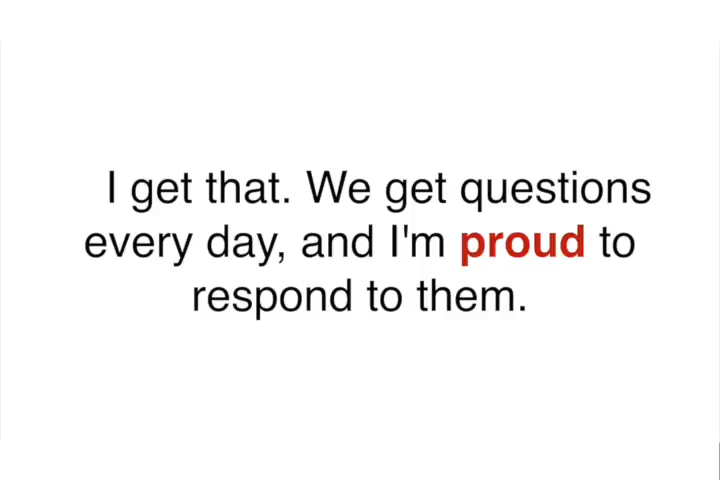 I get that. We get questions
every day, and I'm proud to
respond to them.